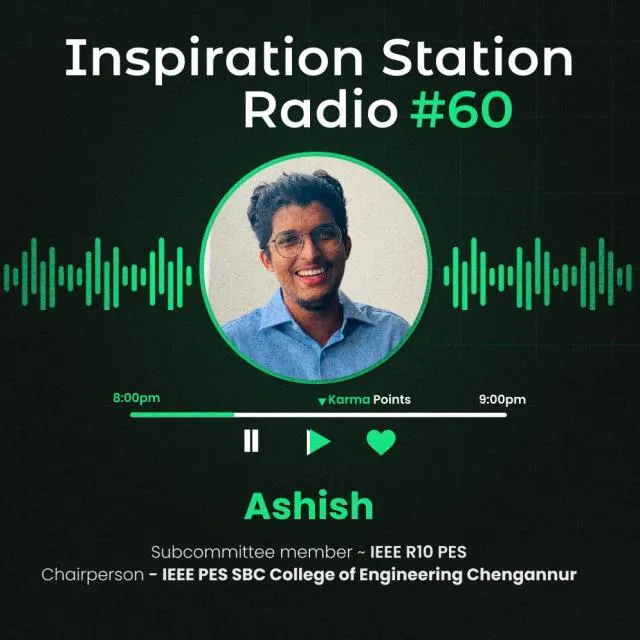 Inspiration Station
Radio #60
8:00pm
Karma Points
9:00pm
Ashish
Subcommittee member ~ IEEE R10 PES
Chairperson - IEEE PES SBC College of Engineering Chengannur